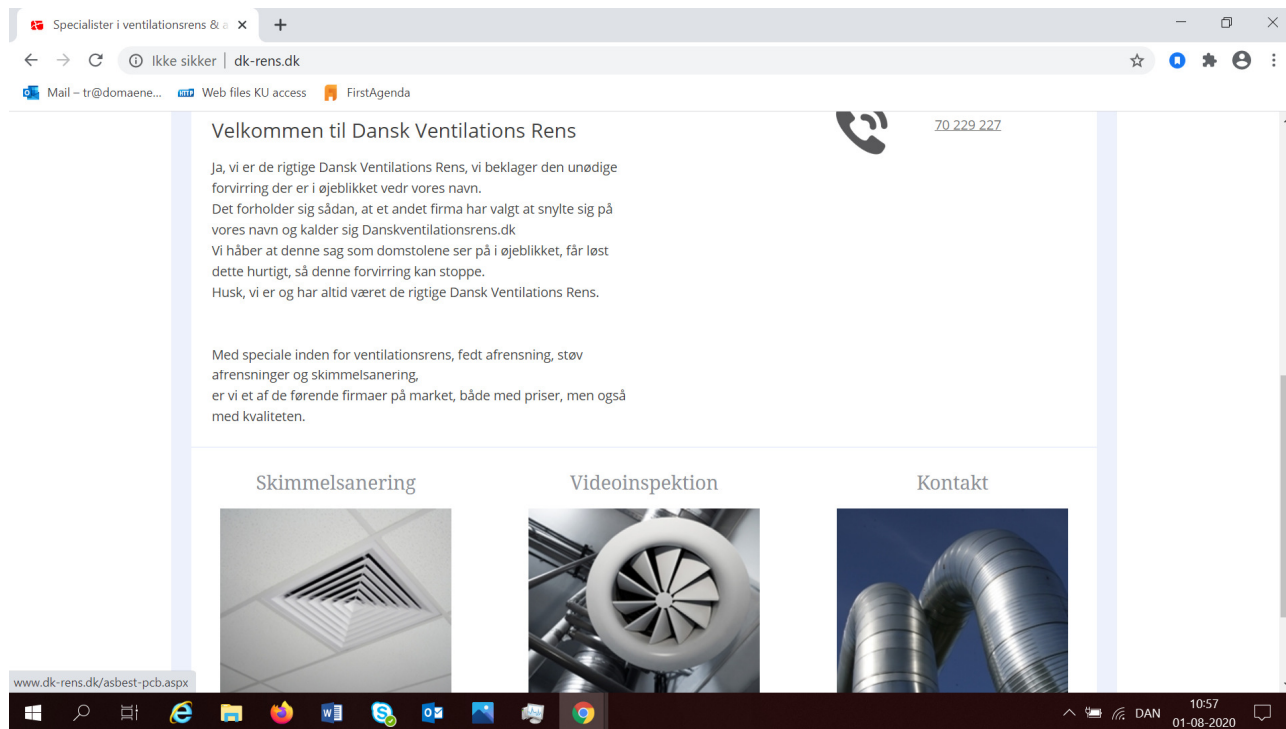 Specialister i ventilationsrens & a
Ikke sikker | dk-rens.dk
Mail – tr@domaene... Web files KU access FirstAgenda
Velkommen til Dansk Ventilations Rens
70 229 227
Ja, vi er de rigtige Dansk Ventilations Rens, vi beklager den unødige
forvirring der er i øjeblikket vedr vores navn.
Det forholder sig sådan, at et andet firma har valgt at snylte sig på
vores navn og kalder sig Danskventilationsrens.dk
Vi håber at denne sag som domstolene ser på i øjeblikket, får løst
dette hurtigt, så denne forvirring kan stoppe.
Husk, vi er og har altid været de rigtige Dansk Ventilations Rens.
Med speciale inden for ventilationsrens, fedt afrensning, støv
afrensninger og skimmelsanering,
er vi et af de førende firmaer på market, både med priser, men også
med kvaliteten.
Skimmelsanering Videoinspektion Kontakt
www.dk-rens.dk/asbest-pcb.aspx
DAN 10:57
01-08-2020